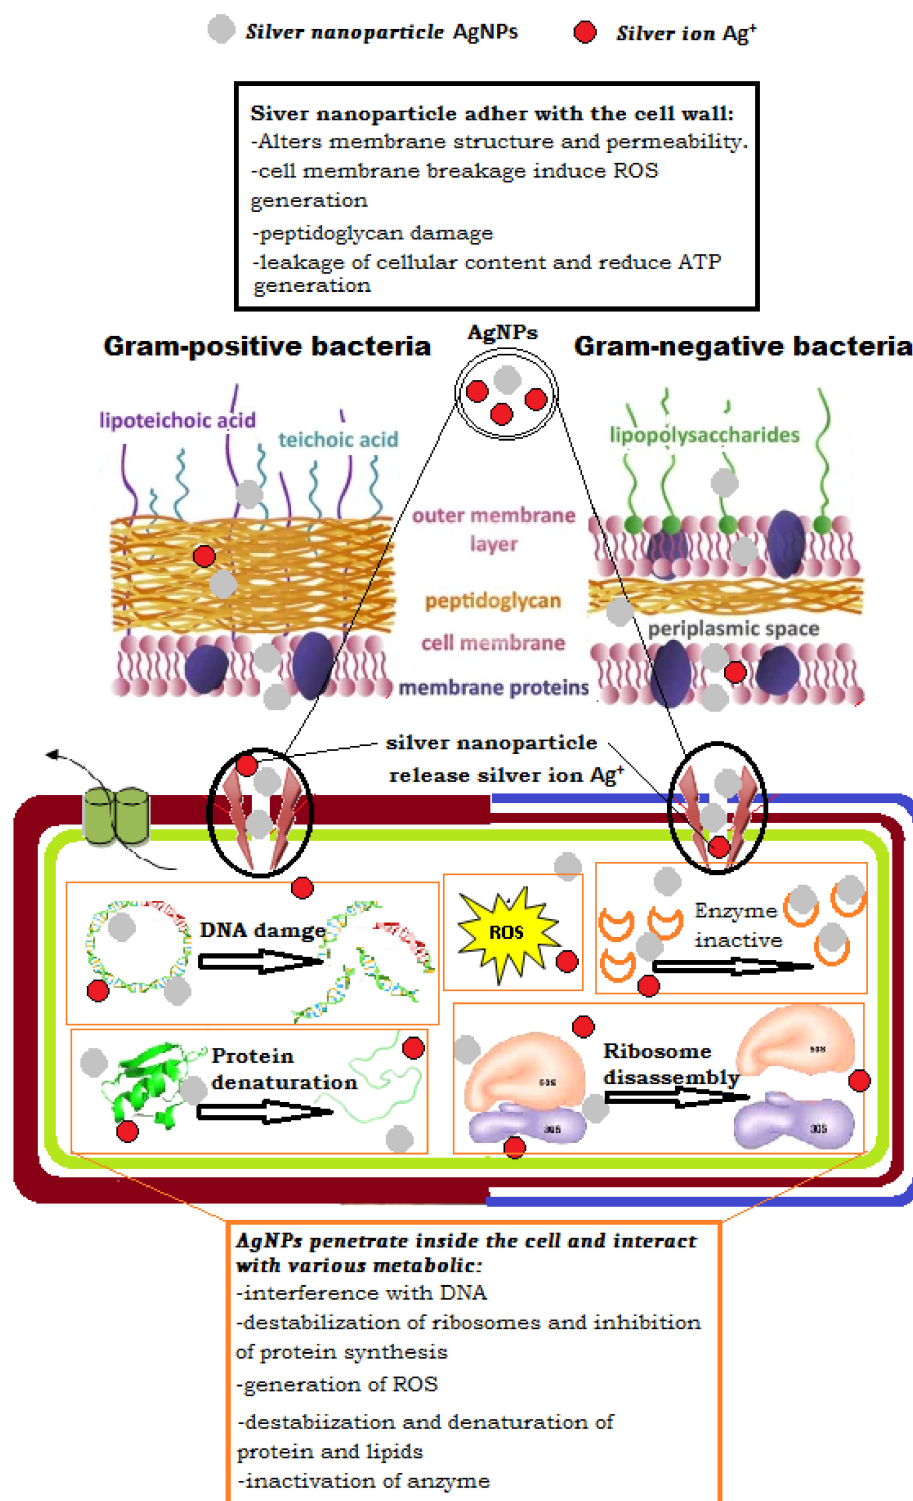 Silver nanoparticle AgNPs
Silver ion Ag⁺
Siver nanoparticle adher with the cell wall:
-Alters membrane structure and permeability.
-cell membrane breakage induce ROS
generation
-peptidoglycan damage
-leakage of cellular content and reduce ATP
generation
AgNPs
Gram-positive bacteria
Gram-negative bacteria
lipoteichoic acid
teichoic acid
lipopolysaccharides
outer membrane
layer
peptidoglycan
periplasmic space
cell membrane
membrane proteins
silver nanoparticle
release silver ion Ag⁺
DNA damge
ROS
Enzyme
inactive
Protein
denaturation
50S
30S
Ribosome
disassembly
50S
30S
AgNPs penetrate inside the cell and interact
with various metabolic:
-interference with DNA
-destabilization of ribosomes and inhibition
of protein synthesis
-generation of ROS
-destabiization and denaturation of
protein and lipids
-inactivation of anzyme